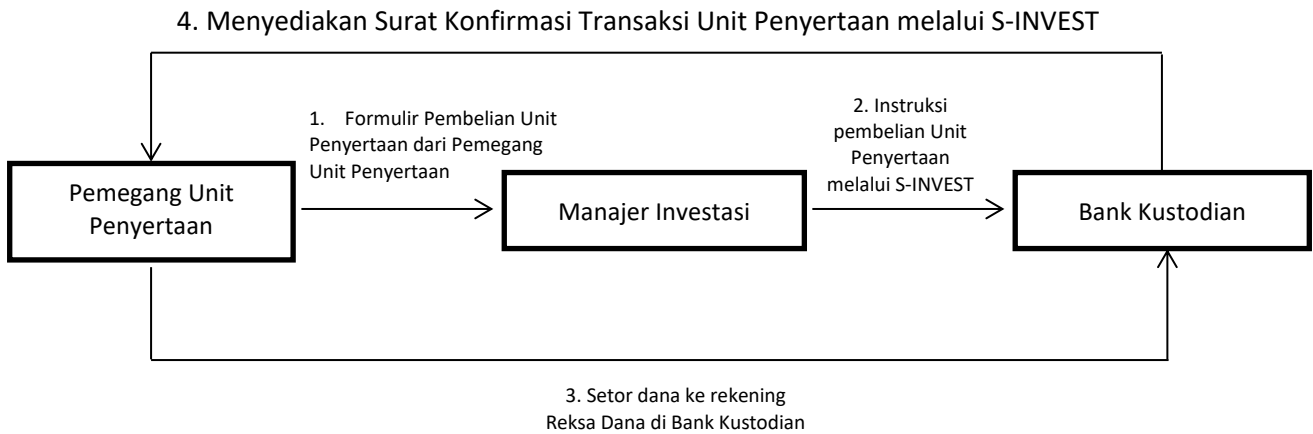 4. Menyediakan Surat Konfirmasi Transaksi Unit Penyertaan melalui S-INVEST
1. Formulir Pembelian Unit
Penyertaan dari Pemegang
Unit Penyertaan
2. Instruksi
pembelian Unit
Penyertaan
melalui S-INVEST
Pemegang Unit
Penyertaan
Manajer Investasi
Bank Kustodian
3. Setor dana ke rekening
Reksa Dana di Bank Kustodian